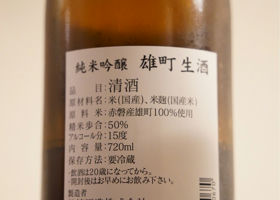 純米吟醸 雄町 生酒
品　　　目：清酒
原材料名：米(国産)、米麹(国産米)
原　料　米：赤磐産雄町100%使用
精米歩合：50%
アルコール分：15度
内　容　量：720ml
保存方法：要冷蔵
・飲酒は20歳になってから。
・開封後はお早めにお飲み下さい。
製造者